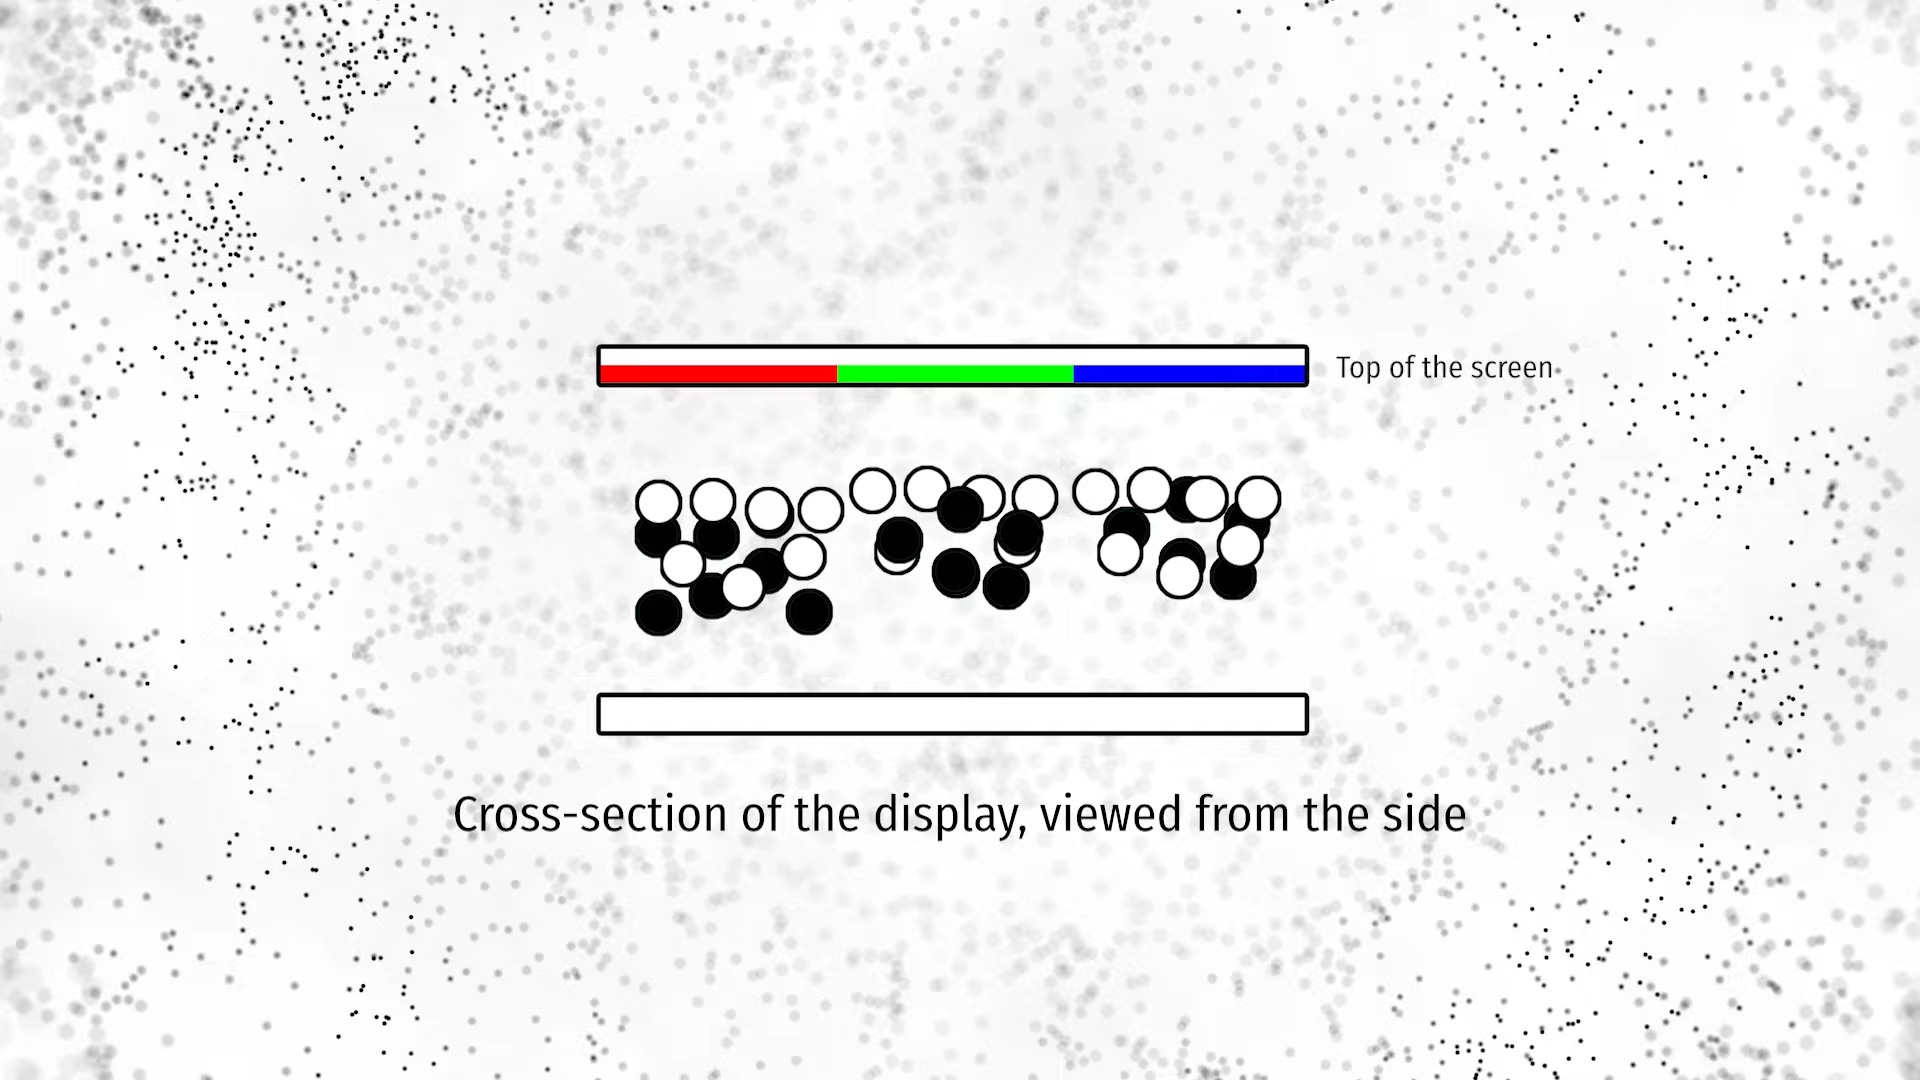 Top of the screen
Cross-section of the display, viewed from the side